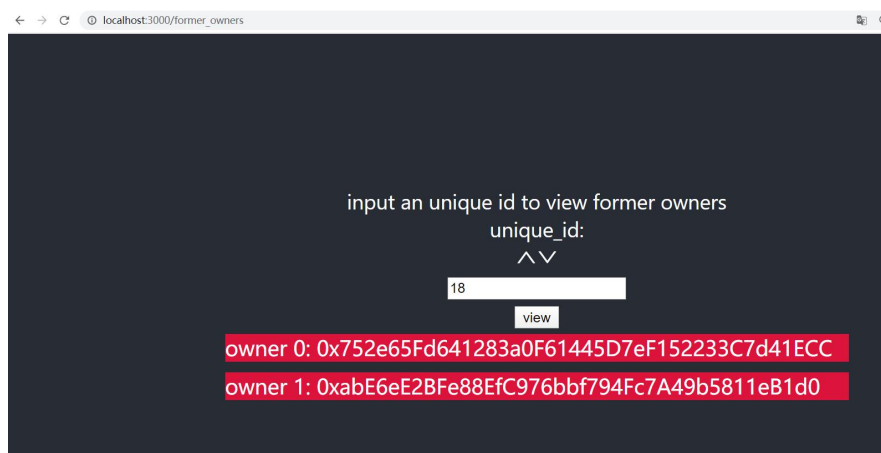 localhost:3000/former_owners
input an unique id to view former owners
unique_id:
18
view
owner 0: 0x752e65Fd641283a0F61445D7eF152233C7d41ECC
owner 1: 0xabE6eE2BFe88EfC976bbf794Fc7A49b5811eB1d0